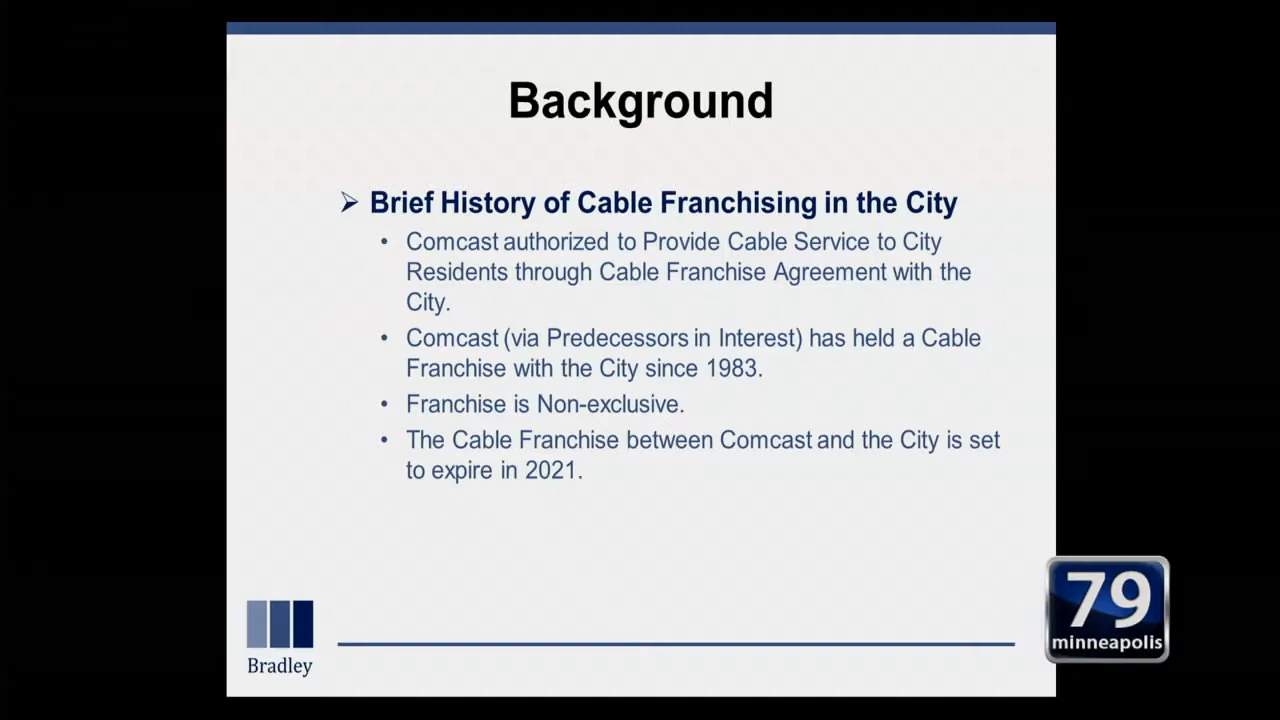 Background
➢ Brief History of Cable Franchising in the City
• Comcast authorized to Provide Cable Service to City
Residents through Cable Franchise Agreement with the
City.
• Comcast (via Predecessors in Interest) has held a Cable
Franchise with the City since 1983.
• Franchise is Non-exclusive.
• The Cable Franchise between Comcast and the City is set
to expire in 2021.
Bradley
79
minneapolis